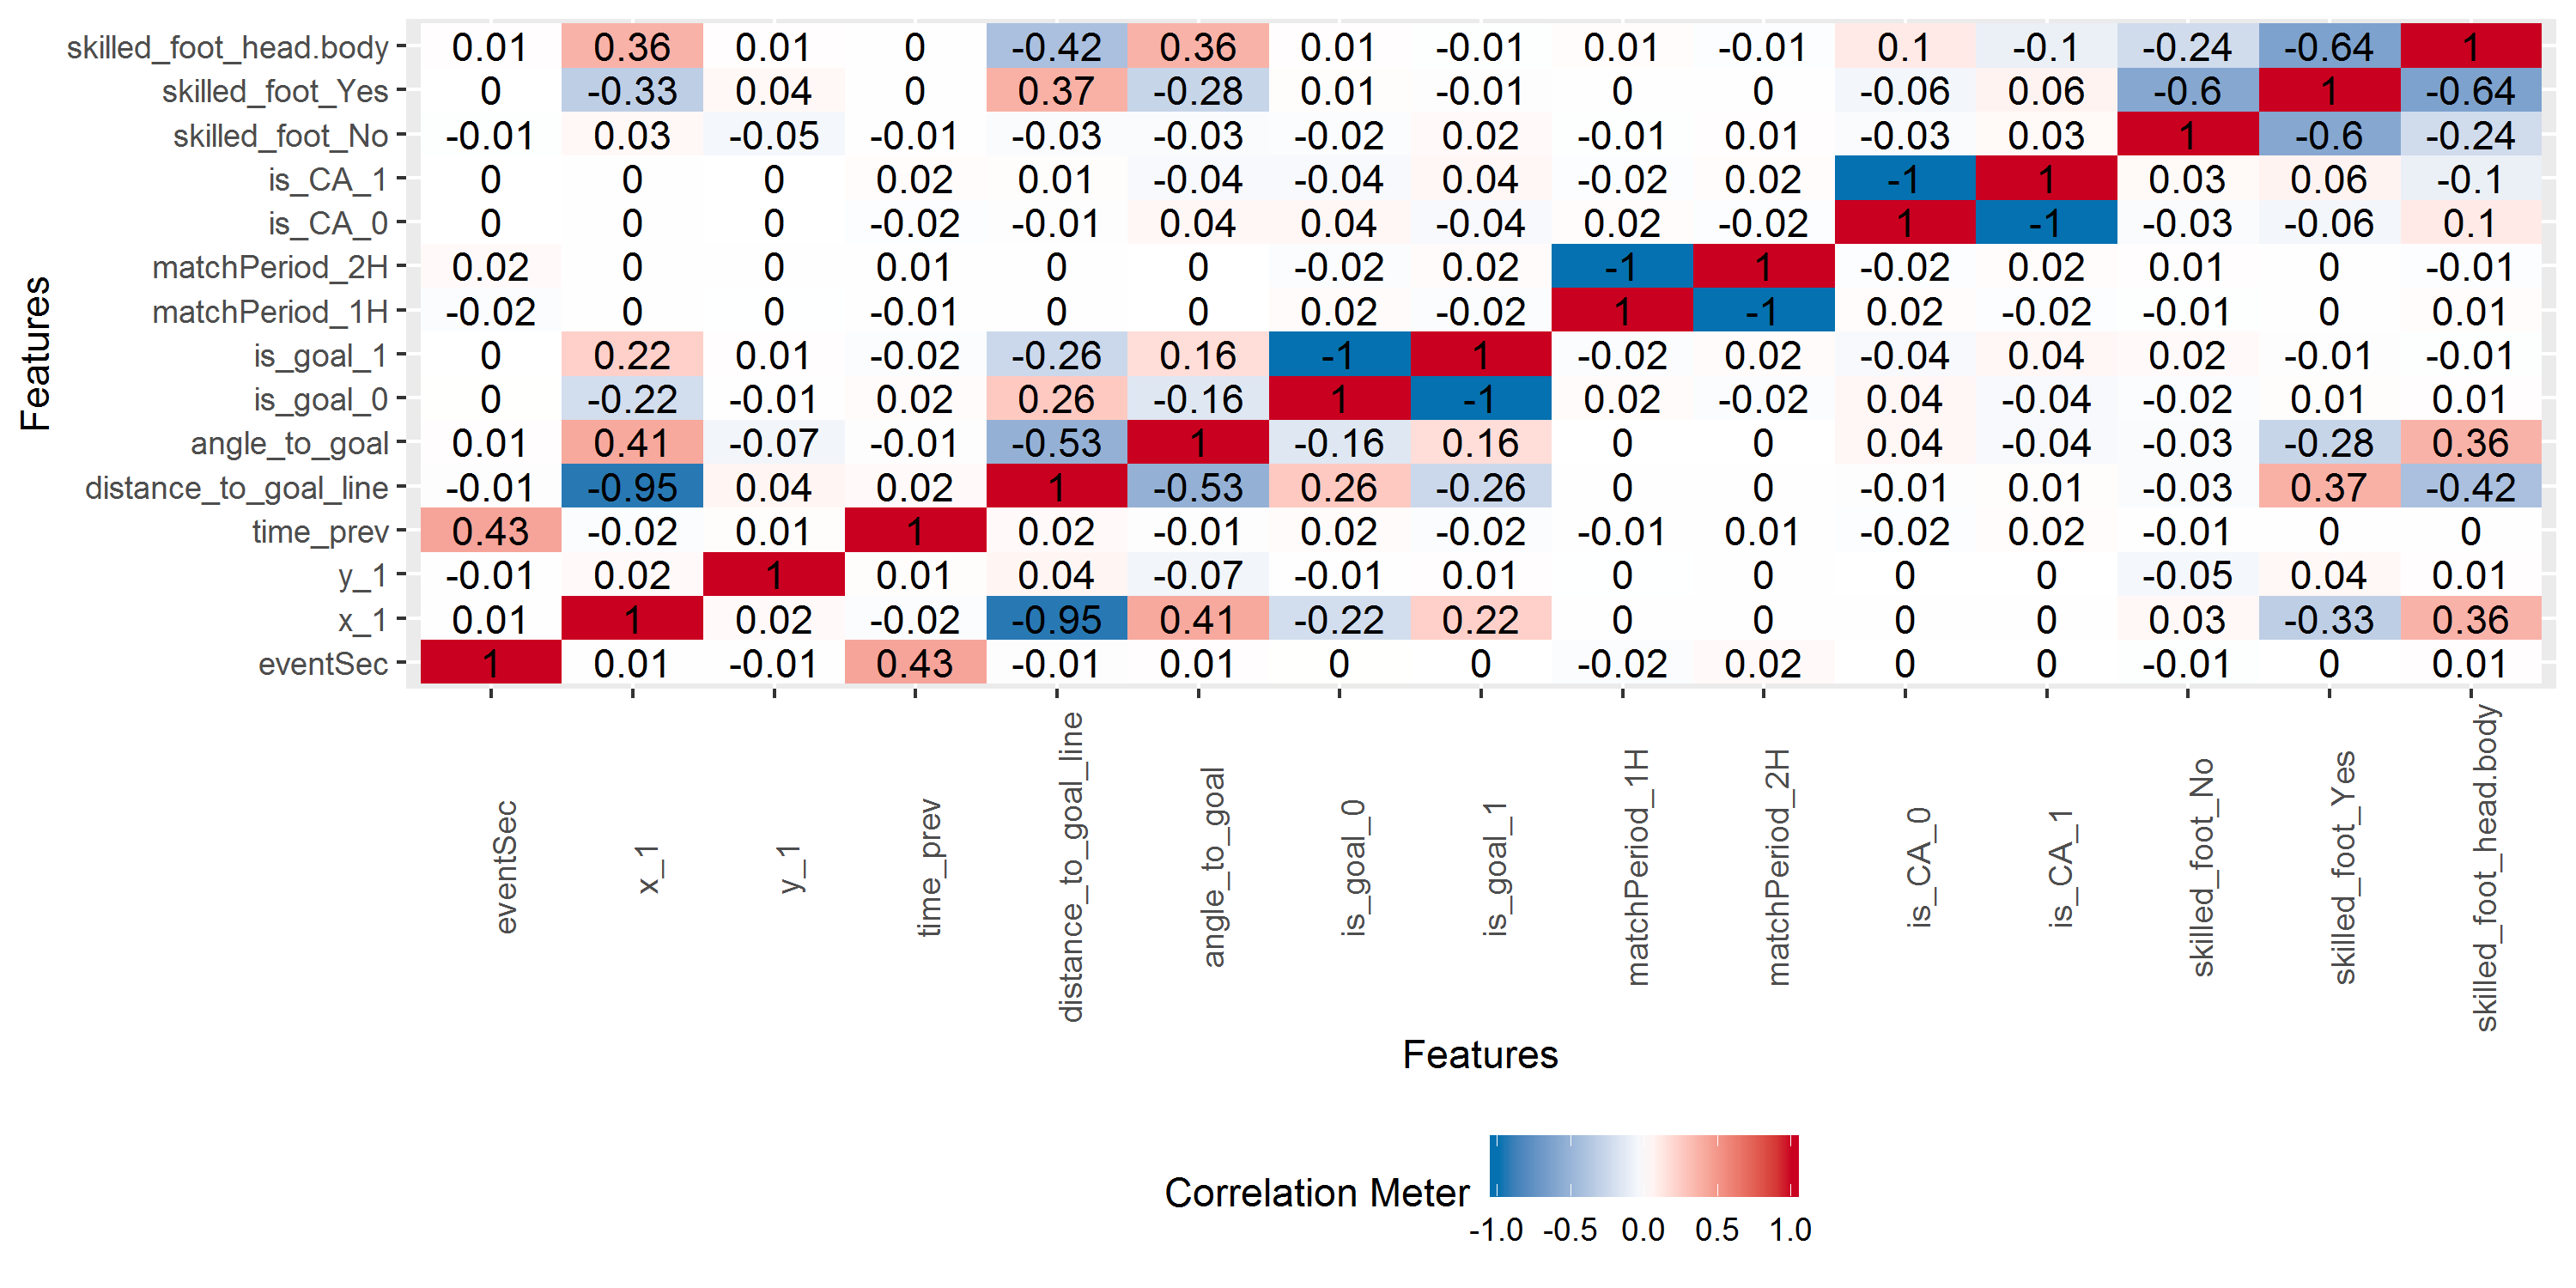 skilled_foot_head.body 0.01 0.36 0.01 0 -0.42 0.36 0.01 -0.01 0.01 -0.01 0.1 -0.1 -0.24 -0.64 1
skilled_foot_Yes 0 -0.33 0.04 0 0.37 -0.28 0.01 -0.01 0 0 -0.06 0.06 -0.6 1 -0.64
skilled_foot_No -0.01 0.03 -0.05 -0.01 -0.03 -0.03 -0.02 0.02 -0.01 0.01 -0.03 0.03 1 -0.6 -0.24
is_CA_1 0 0 0 0.02 0.01 -0.04 -0.04 0.04 -0.02 0.02 -1 1 0.03 0.06 -0.1
is_CA_0 0 0 0 -0.02 -0.01 0.04 0.04 -0.04 0.02 -0.02 1 -1 -0.03 -0.06 0.1
matchPeriod_2H 0.02 0 0 0.01 0 0 -0.02 0.02 -1 1 -0.02 0.02 0.01 0 -0.01
matchPeriod_1H -0.02 0 0 -0.01 0 0 0.02 -0.02 1 -1 0.02 -0.02 -0.01 0 0.01
is_goal_1 0 0.22 0.01 -0.02 -0.26 0.16 -1 1 -0.02 0.02 -0.04 0.04 0.02 -0.01 -0.01
is_goal_0 0 -0.22 -0.01 0.02 0.26 -0.16 1 -1 0.02 -0.02 0.04 -0.04 -0.02 0.01 0.01
angle_to_goal 0.01 0.41 -0.07 -0.01 -0.53 1 -0.16 0.16 0 0 0.04 -0.04 -0.03 -0.28 0.36
distance_to_goal_line -0.01 -0.95 0.04 0.02 1 -0.53 0.26 -0.26 0 0 -0.01 0.01 -0.03 0.37 -0.42
time_prev 0.43 -0.02 0.01 1 0.02 -0.01 0.02 -0.02 -0.01 0.01 -0.02 0.02 -0.01 0 0
y_1 -0.01 0.02 1 0.01 0.04 -0.07 -0.01 0.01 0 0 0 0 -0.05 0.04 0.01
x_1 0.01 1 0.02 -0.02 -0.95 0.41 -0.22 0.22 0 0 0 0 0.03 -0.33 0.36
eventSec 1 0.01 -0.01 0.43 -0.01 0.01 0 0 -0.02 0.02 0 0 -0.01 0 0.01
Features
eventSec
x_1
y_1
time_prev
distance_to_goal_line
angle_to_goal
is_goal_0
is_goal_1
matchPeriod_1H
matchPeriod_2H
is_CA_0
is_CA_1
skilled_foot_No
skilled_foot_Yes
skilled_foot_head.body
Features
Correlation Meter
-1.0 -0.5 0.0 0.5 1.0